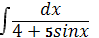 ∫ dx / (4 + 5sinx)